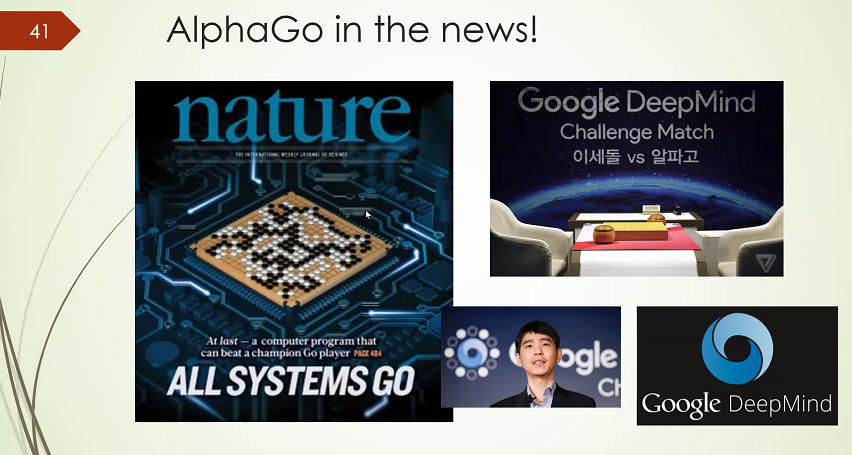 41
AlphaGo in the news!
nature
THE INTERNATIONAL WEEKLY JOURNAL OF SCIENCE
At last — a computer program that
can beat a champion Go player PAGE 484
ALL SYSTEMS GO
Google DeepMind
Challenge Match
이세돌 vs 알파고
ogle
Ch
Google DeepMind